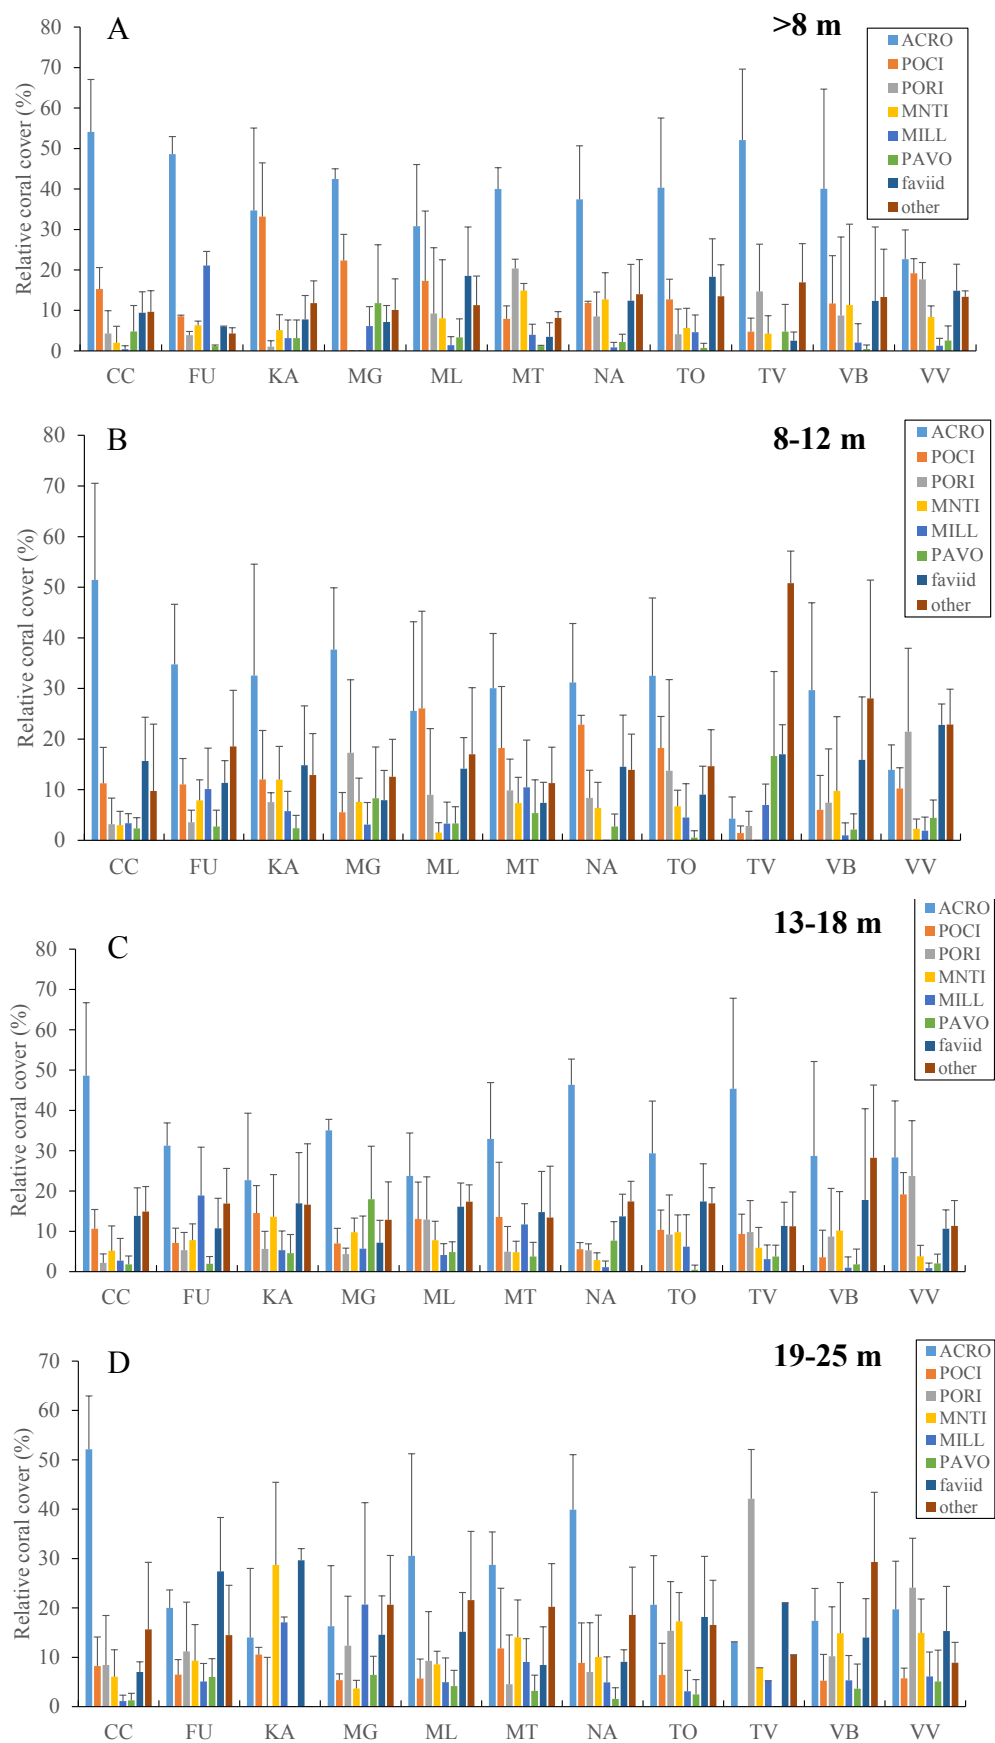 A
>8 m
Relative coral cover (%)
80
70
60
50
40
30
20
10
0
ACRO
POCI
PORI
MNTI
MILL
PAVO
faviid
other
CC FU KA MG ML MT NA TO TV VB VV
B
8-12 m
Relative coral cover (%)
80
70
60
50
40
30
20
10
0
ACRO
POCI
PORI
MNTI
MILL
PAVO
faviid
other
CC FU KA MG ML MT NA TO TV VB VV
C
13-18 m
Relative coral cover (%)
80
70
60
50
40
30
20
10
0
ACRO
POCI
PORI
MNTI
MILL
PAVO
faviid
other
CC FU KA MG ML MT NA TO TV VB VV
D
19-25 m
Relative coral cover (%)
70
60
50
40
30
20
10
0
ACRO
POCI
PORI
MNTI
MILL
PAVO
faviid
other
CC FU KA MG ML MT NA TO TV VB VV